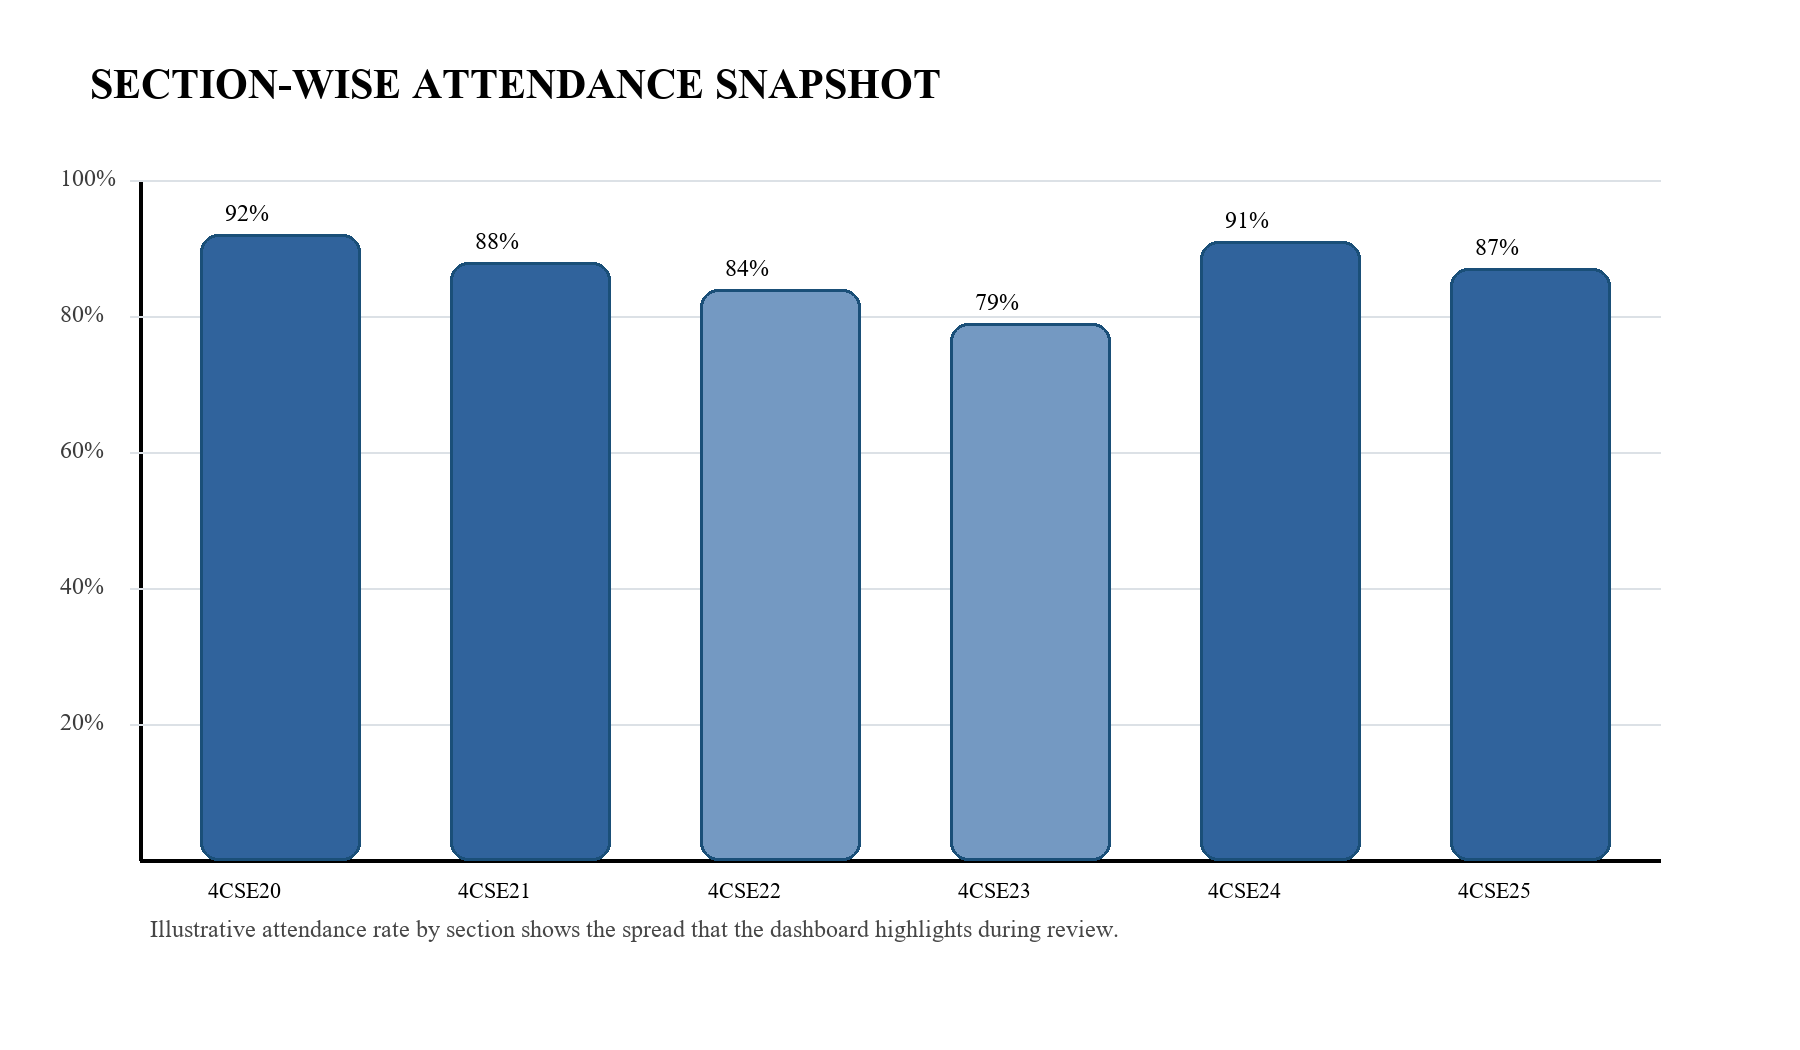 SECTION-WISE ATTENDANCE SNAPSHOT
100%
92%
88%
84%
79%
91%
87%
80%
60%
40%
20%
4CSE20
4CSE21
4CSE22
4CSE23
4CSE24
4CSE25
Illustrative attendance rate by section shows the spread that the dashboard highlights during review.